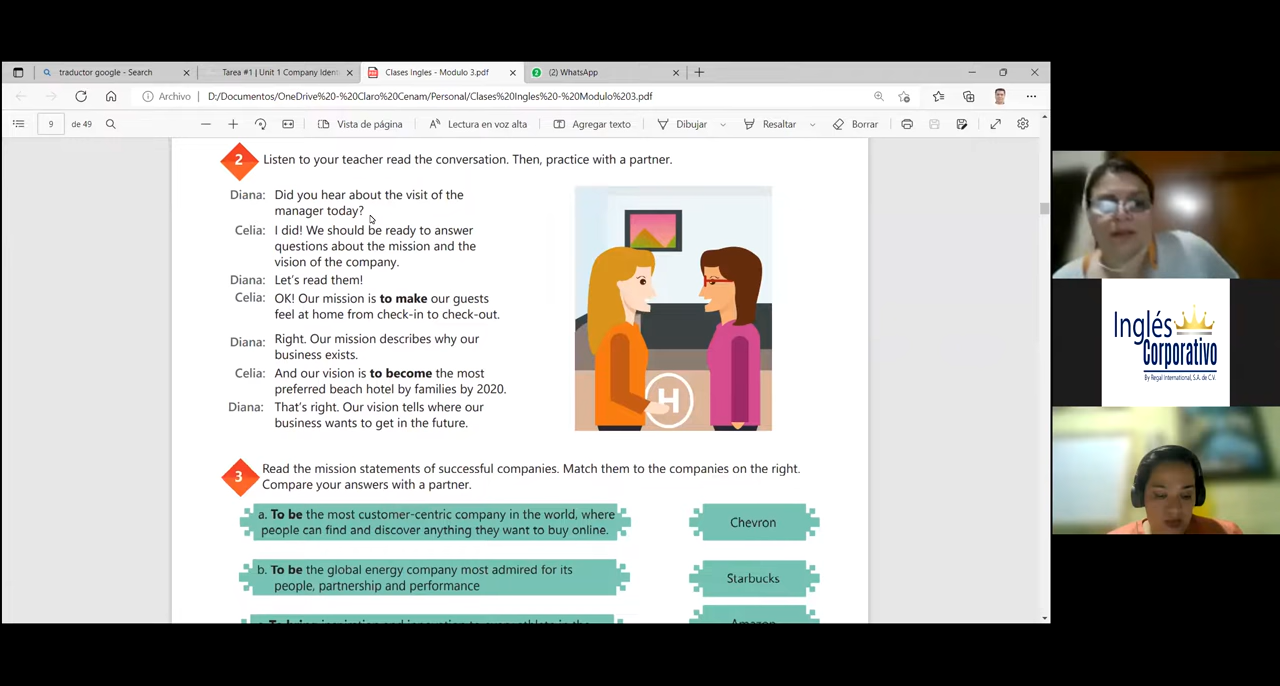 traducctor google - Search
Tarea #1 | Unit 1 Company Iden
Clases Ingles - Modulo 3.pdf
(2) WhatsApp
Archivo
D:/Documentos/OneDrive%20-%20Claro%20Cenam/Personal/Clases%20Ingles%20-%20Modulo%203.pdf
9
de 49
Vista de página
Lectura en voz alta
Agregar texto
Dibujar
Resaltar
Borrar
2
Listen to your teacher read the conversation. Then, practice with a partner.
Diana: Did you hear about the visit of the
manager today?
Celia: I did! We should be ready to answer
questions about the mission and the
vision of the company.
Diana: Let's read them!
Celia: OK! Our mission is to make our guests
feel at home from check-in to check-out.
Diana: Right. Our mission describes why our
business exists.
Celia: And our vision is to become the most
preferred beach hotel by families by 2020.
Diana: That's right. Our vision tells where our
business wants to get in the future.
H
3
Read the mission statements of successful companies. Match them to the companies on the right.
Compare your answers with a partner.
a. To be the most customer-centric company in the world, where
people can find and discover anything they want to buy online.
Chevron
b. To be the global energy company most admired for its
people, partnership and performance
Starbucks
Amazon
Inglés
Corporativo
By Regal International, S.A. de C.V.